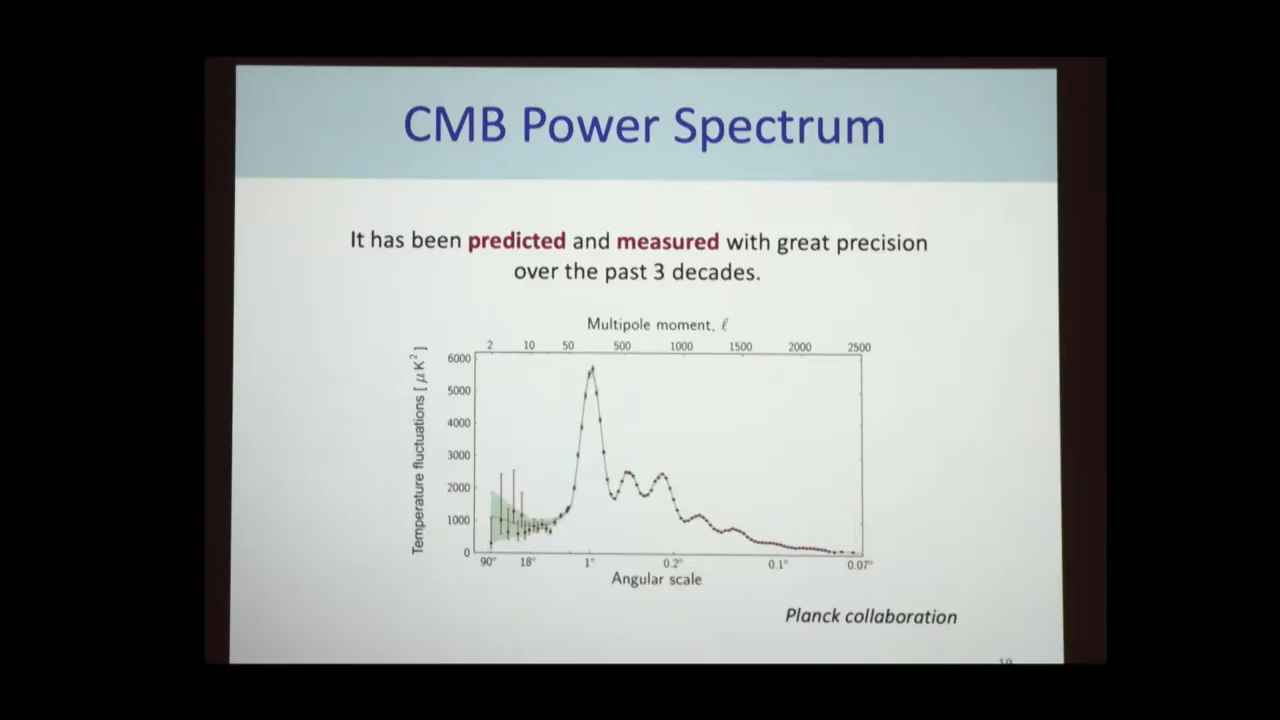 CMB Power Spectrum
It has been predicted and measured with great precision
over the past 3 decades.
Multipole moment, ℓ
2 10 50 500 1000 1500 2000 2500
Temperature fluctuations [ μ K² ]
6000
5000
4000
3000
2000
1000
0
90° 18° 1° 0.2° 0.1° 0.07°
Angular scale
Planck collaboration